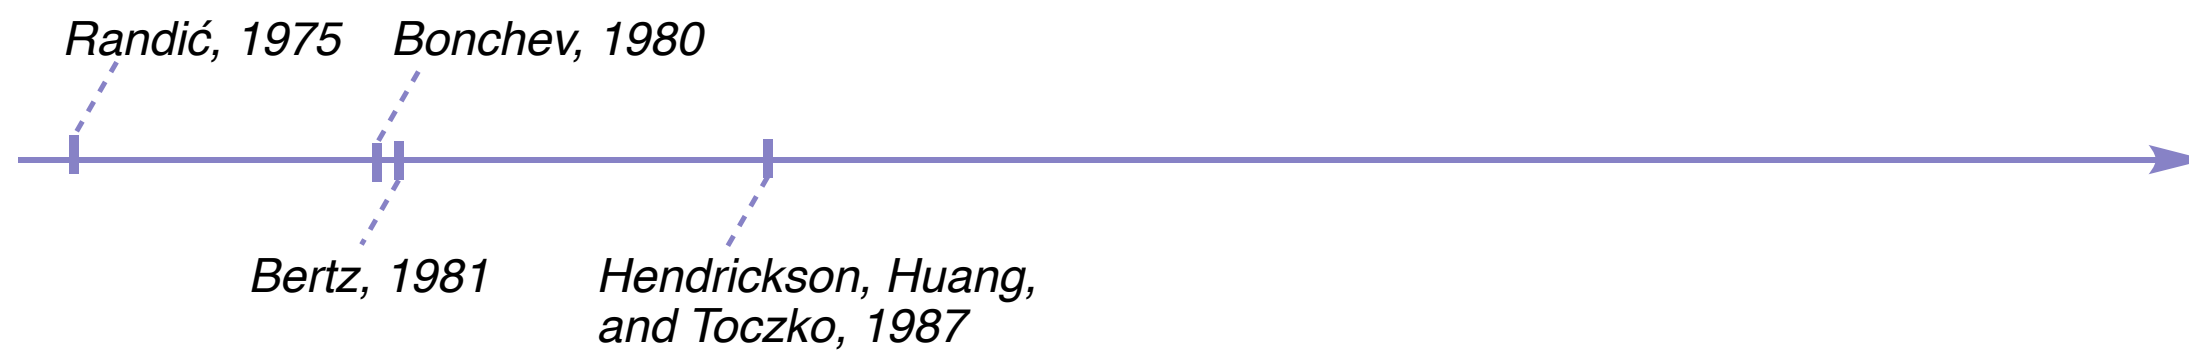 Randić, 1975
Bonchev, 1980
Bertz, 1981
Hendrickson, Huang,
and Toczko, 1987